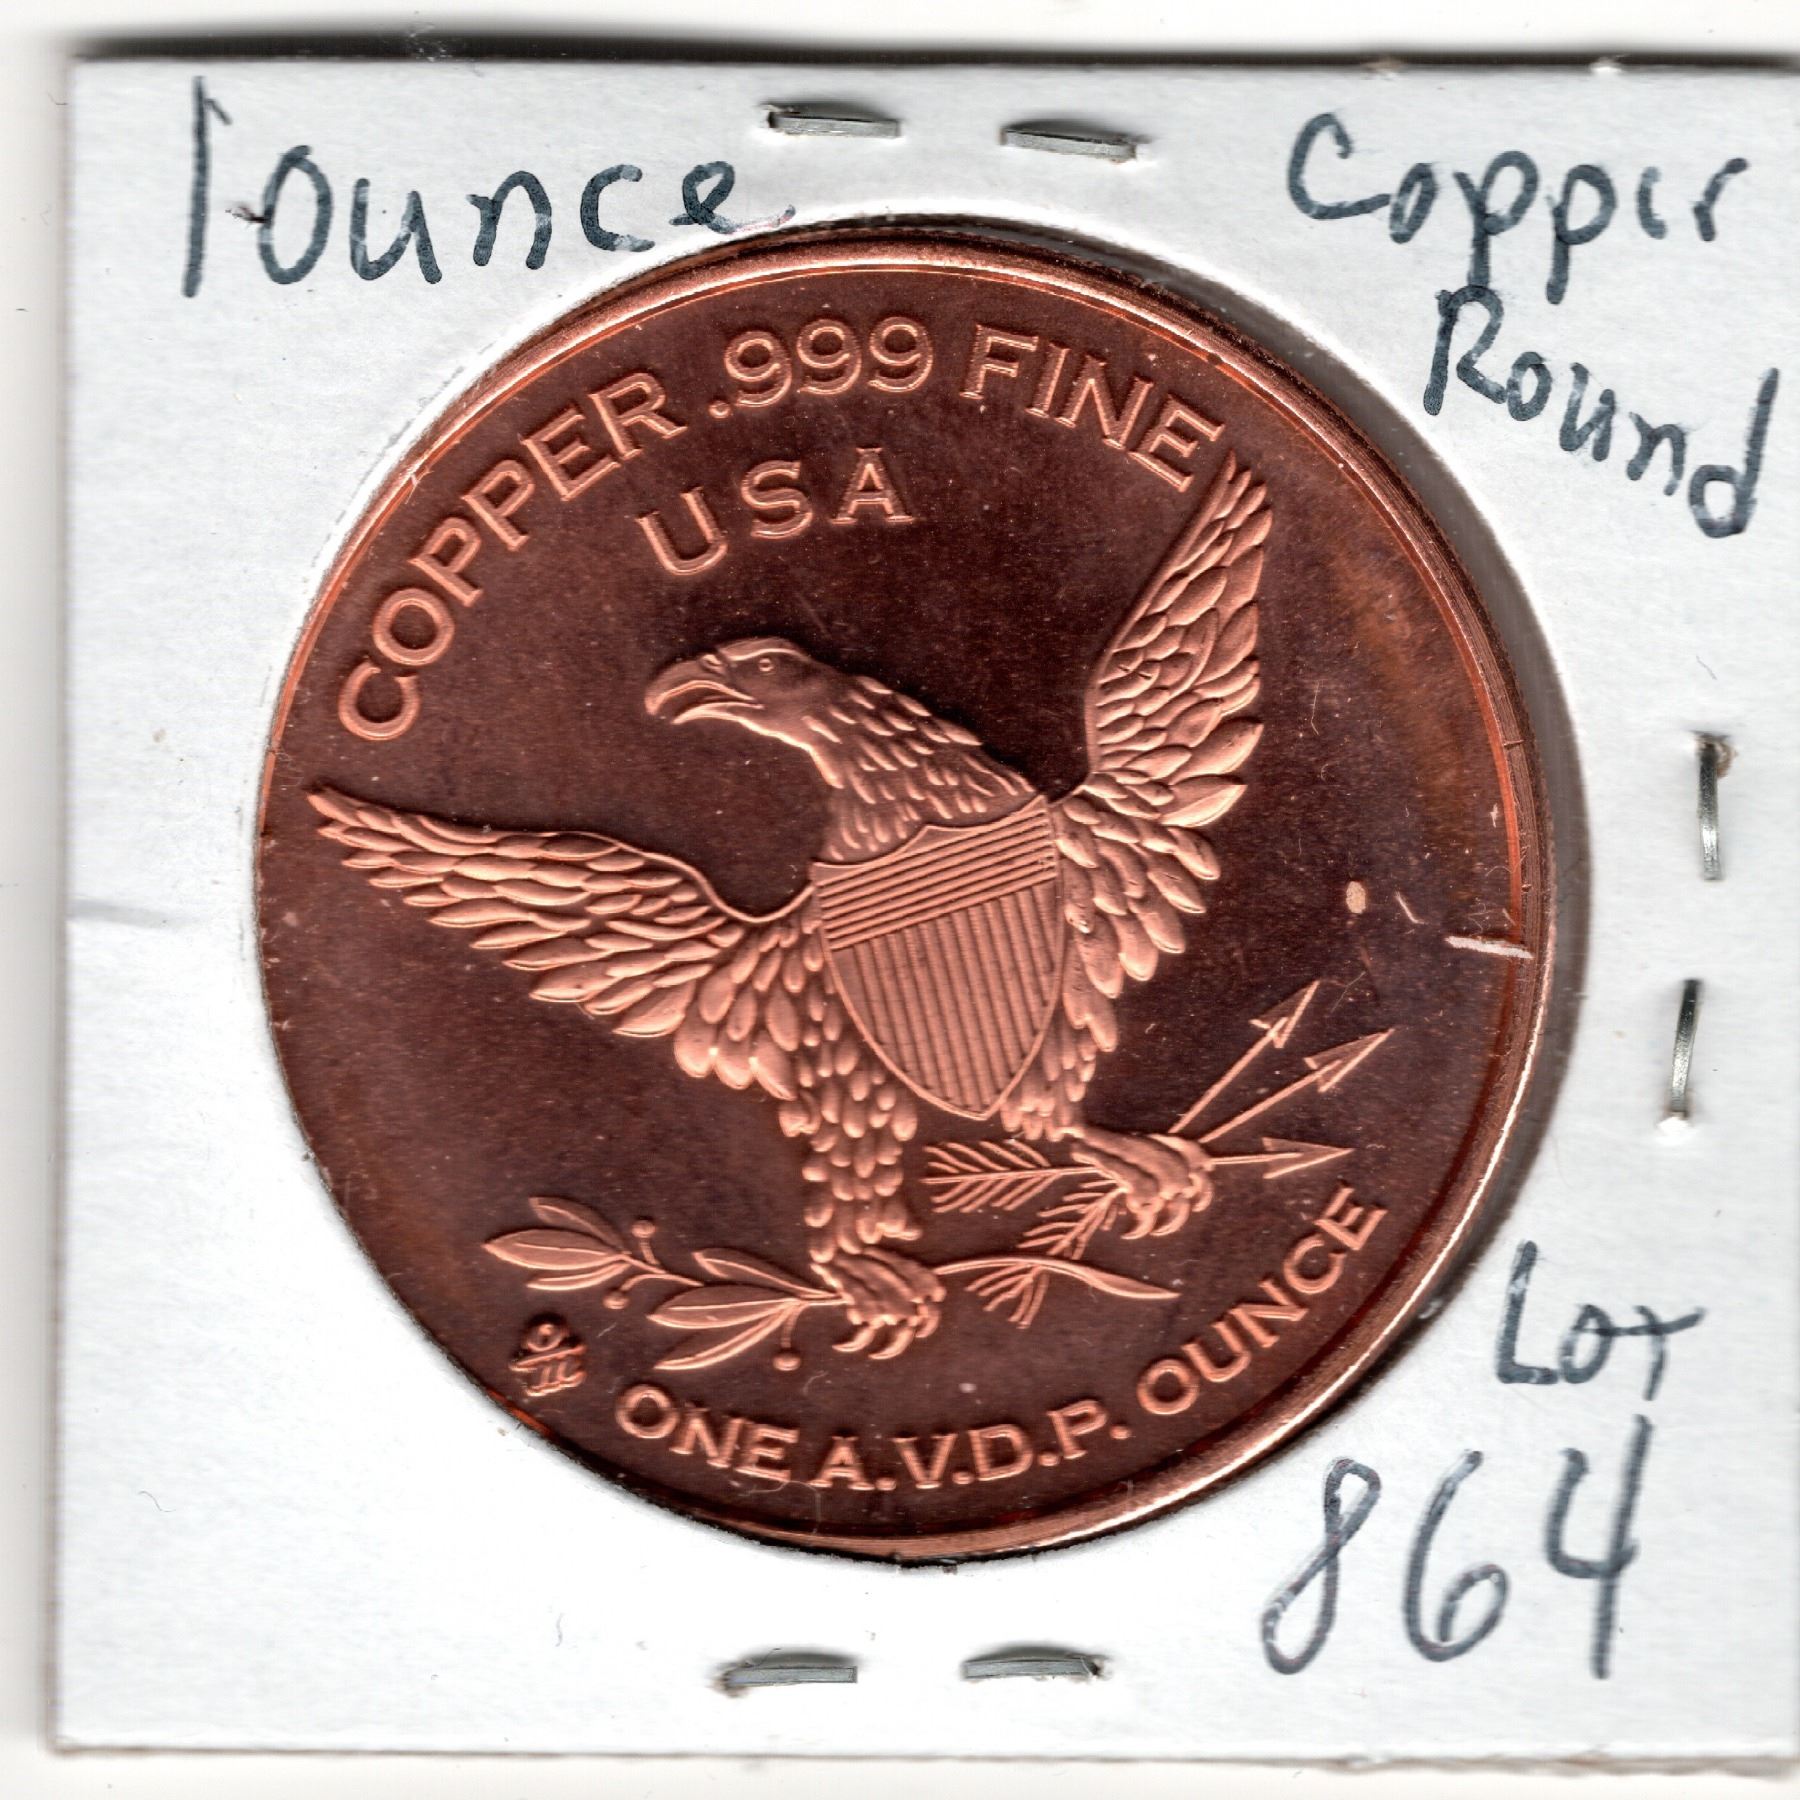 1 ounce
Copper
Round
COPPER .999 FINE
USA
ONE A.V.D.P. OUNCE
Lot
864